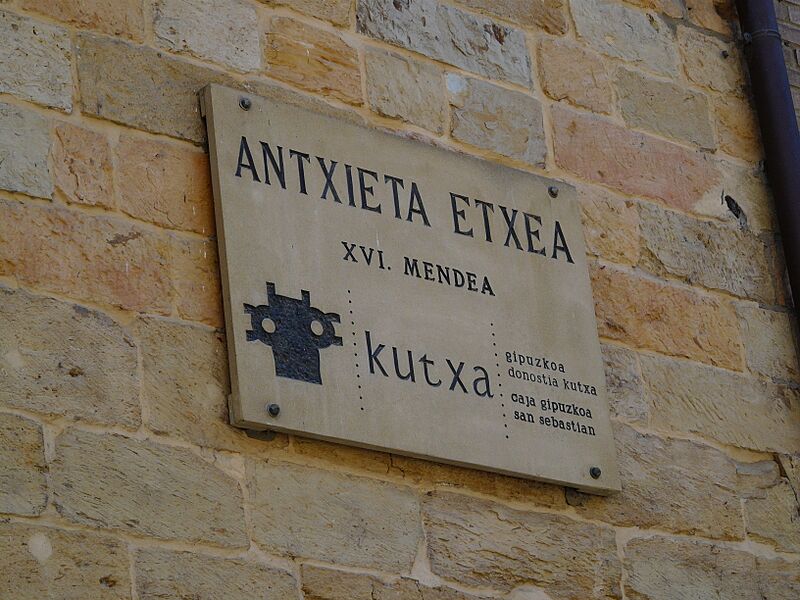 ANTXIETA ETXEA
XVI. MENDEA
kutxa
gipuzkoa
donostia kutxa
caja gipuzkoa
san sebastian